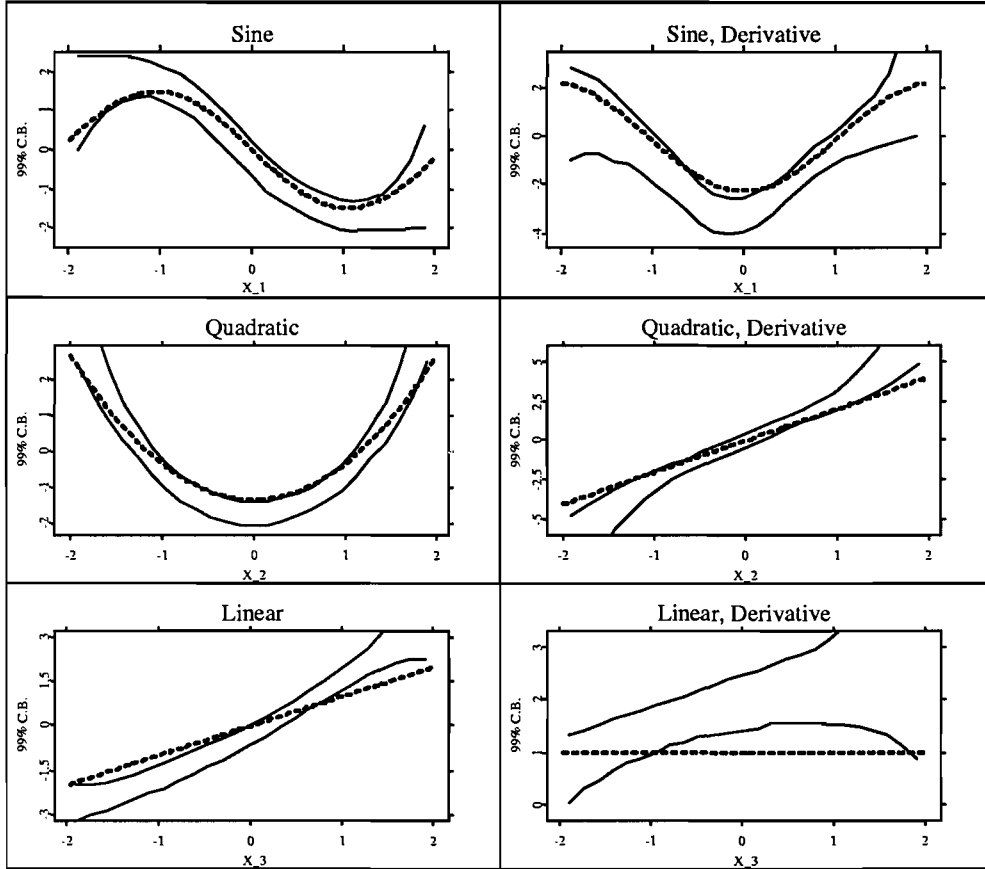 Sine
99% C.B.
2
1
0
-1
-2
-2 -1 0 1 2
X_1
Sine, Derivative
99% C.B.
2
0
-2
-4
-2 -1 0 1 2
X_1
Quadratic
99% C.B.
2
1
0
-1
-2
-2 -1 0 1 2
X_2
Quadratic, Derivative
99% C.B.
5
2.5
0
-2.5
-5
-2 -1 0 1 2
X_2
Linear
99% C.B.
3
1.5
0
-1.5
-3
-2 -1 0 1 2
X_3
Linear, Derivative
99% C.B.
3
2
1
0
-2 -1 0 1 2
X_3